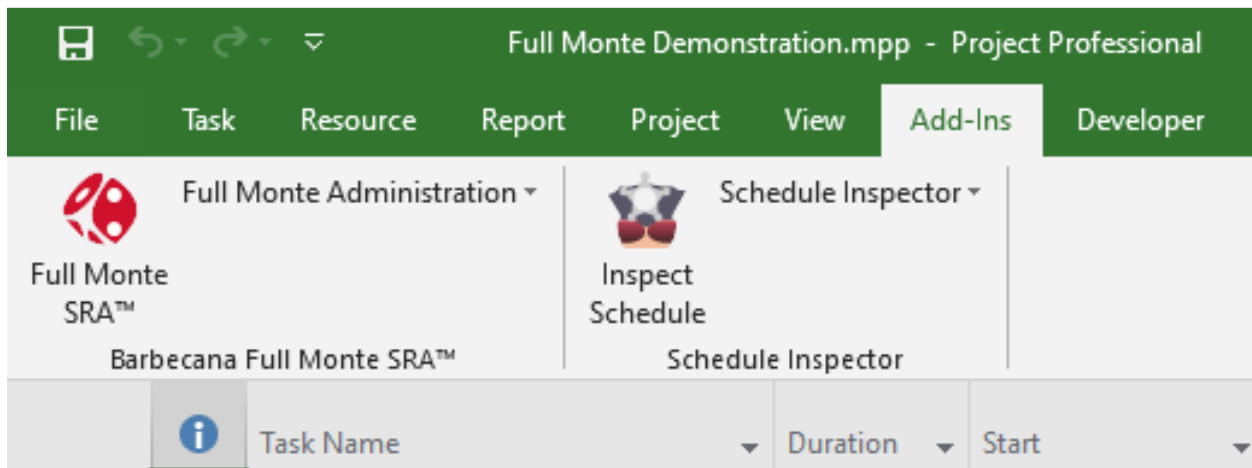 Full Monte Demonstration.mpp - Project Professional
File Task Resource Report Project View Add-Ins Developer
Full Monte Administration
Full Monte
SRA™
Barbecana Full Monte SRA™
Schedule Inspector
Inspect
Schedule
Schedule Inspector
Task Name Duration Start